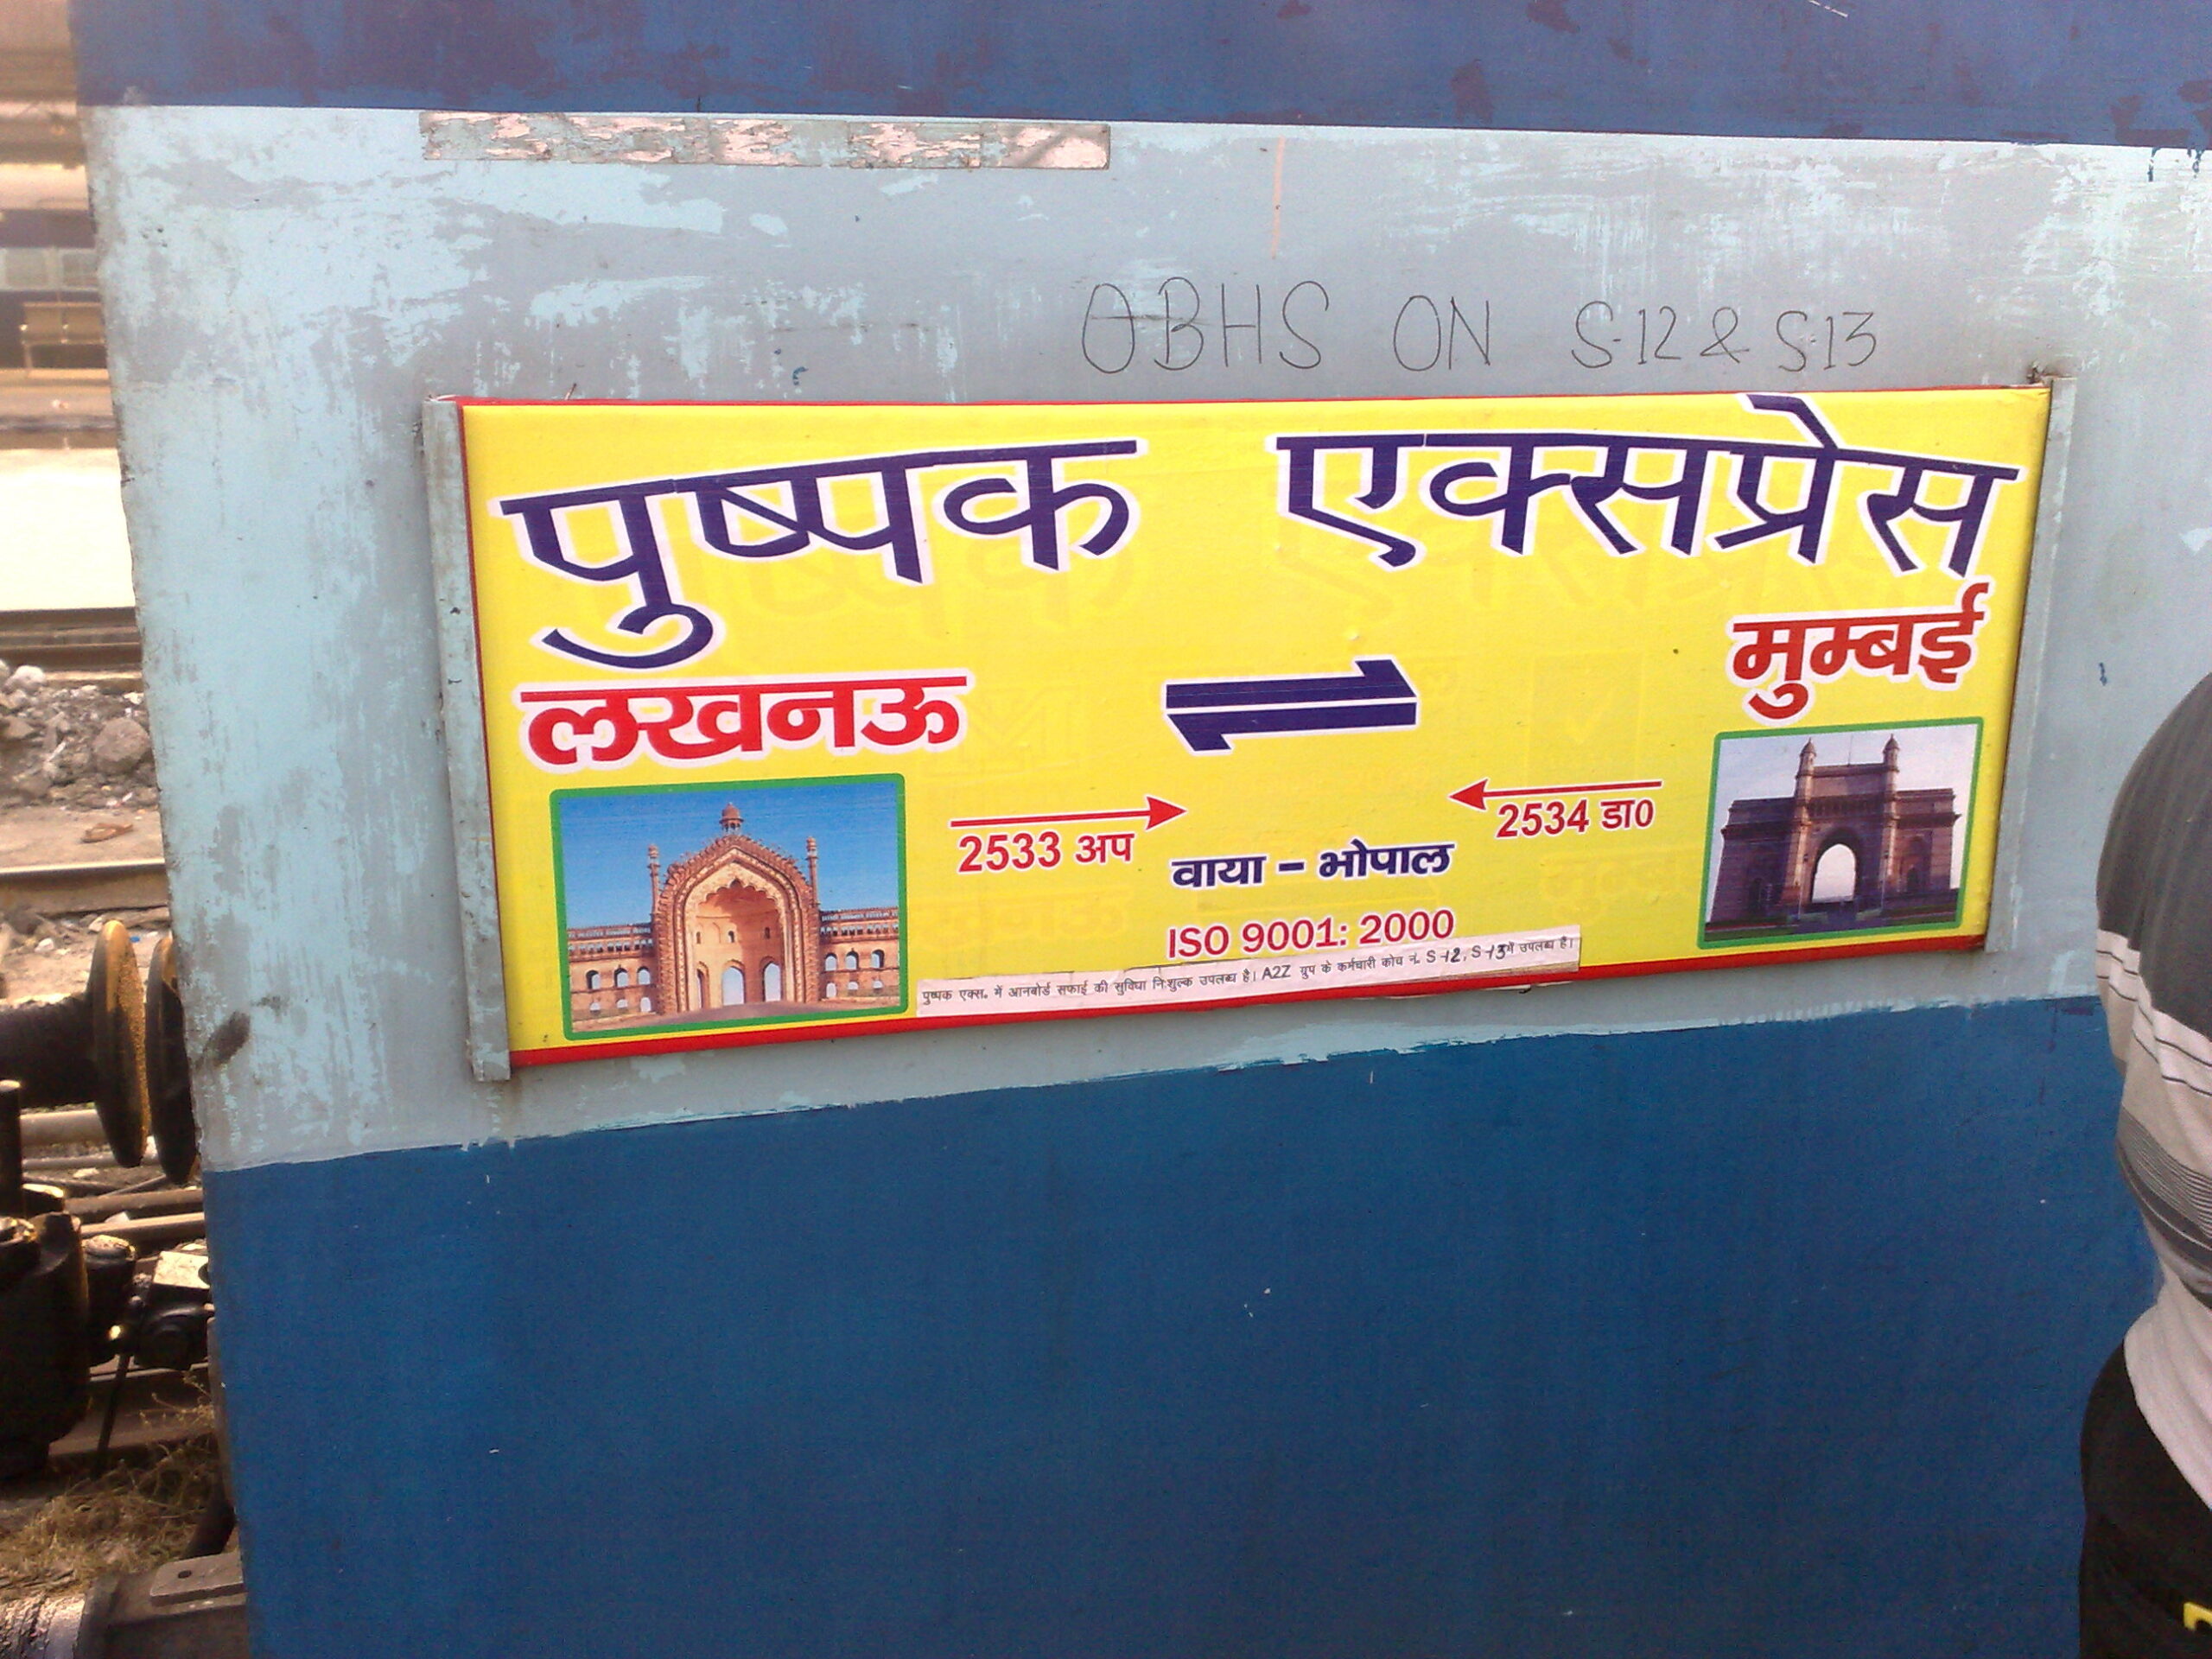 OBHS ON S-12 & S-13
पुष्पक एक्सप्रेस
लखनऊ मुम्बई
2533 अप 2534 डा0
वाया - भोपाल
ISO 9001: 2000
पुष्पक एक्स. में आनबोर्ड सफाई की सुविधा निःशुल्क उपलब्ध है। A2Z ग्रुप के कर्मचारी कोच नं. S-12, S-13 में उपलब्ध है।